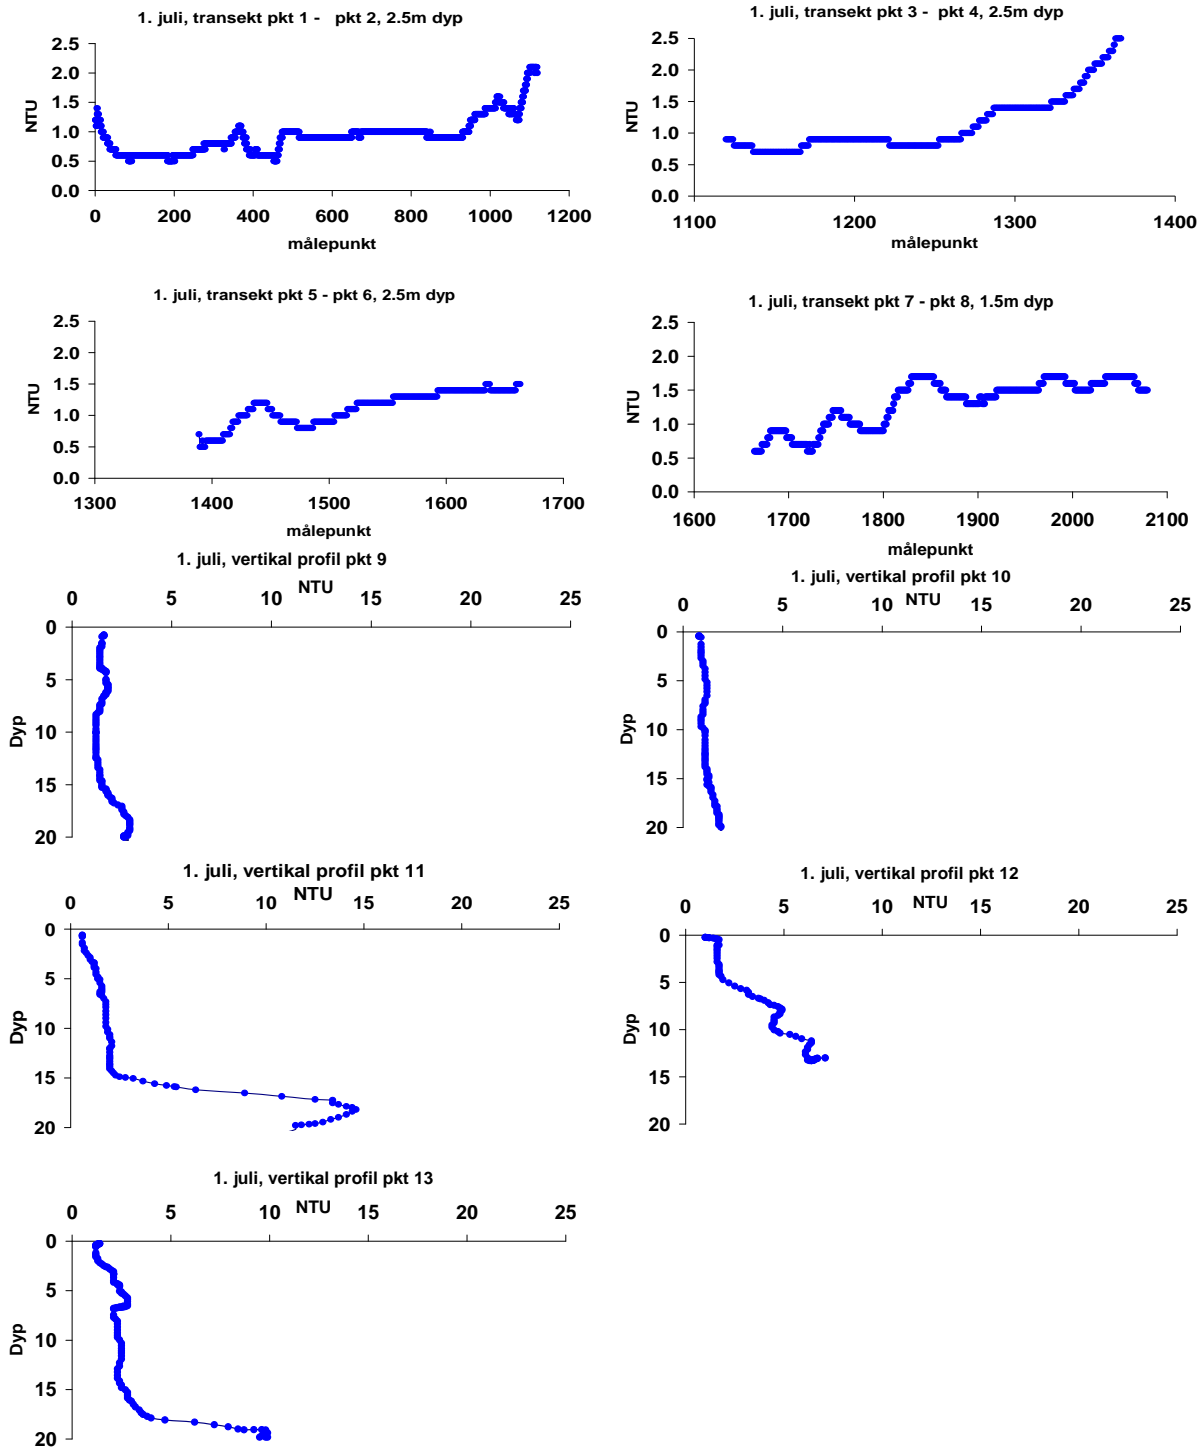 1. juli, transekt pkt 1 - pkt 2, 2.5m dyp
2.5
2.0
1.5
1.0
0.5
0.0
NTU
0 200 400 600 800 1000 1200
målepunkt
1. juli, transekt pkt 3 - pkt 4, 2.5m dyp
2.5
2.0
1.5
1.0
0.5
0.0
NTU
1100 1200 1300 1400
målepunkt
1. juli, transekt pkt 5 - pkt 6, 2.5m dyp
2.5
2.0
1.5
1.0
0.5
0.0
NTU
1300 1400 1500 1600 1700
målepunkt
1. juli, transekt pkt 7 - pkt 8, 1.5m dyp
2.5
2.0
1.5
1.0
0.5
0.0
NTU
1600 1700 1800 1900 2000 2100
målepunkt
1. juli, vertikal profil pkt 9
NTU
0 5 10 15 20 25
0
5
10
15
20
Dyp
1. juli, vertikal profil pkt 10
NTU
0 5 10 15 20 25
0
5
10
15
20
Dyp
1. juli, vertikal profil pkt 11
NTU
0 5 10 15 20 25
0
5
10
15
20
Dyp
1. juli, vertikal profil pkt 12
NTU
0 5 10 15 20 25
0
5
10
15
20
Dyp
1. juli, vertikal profil pkt 13
NTU
0 5 10 15 20 25
0
5
10
15
20
Dyp